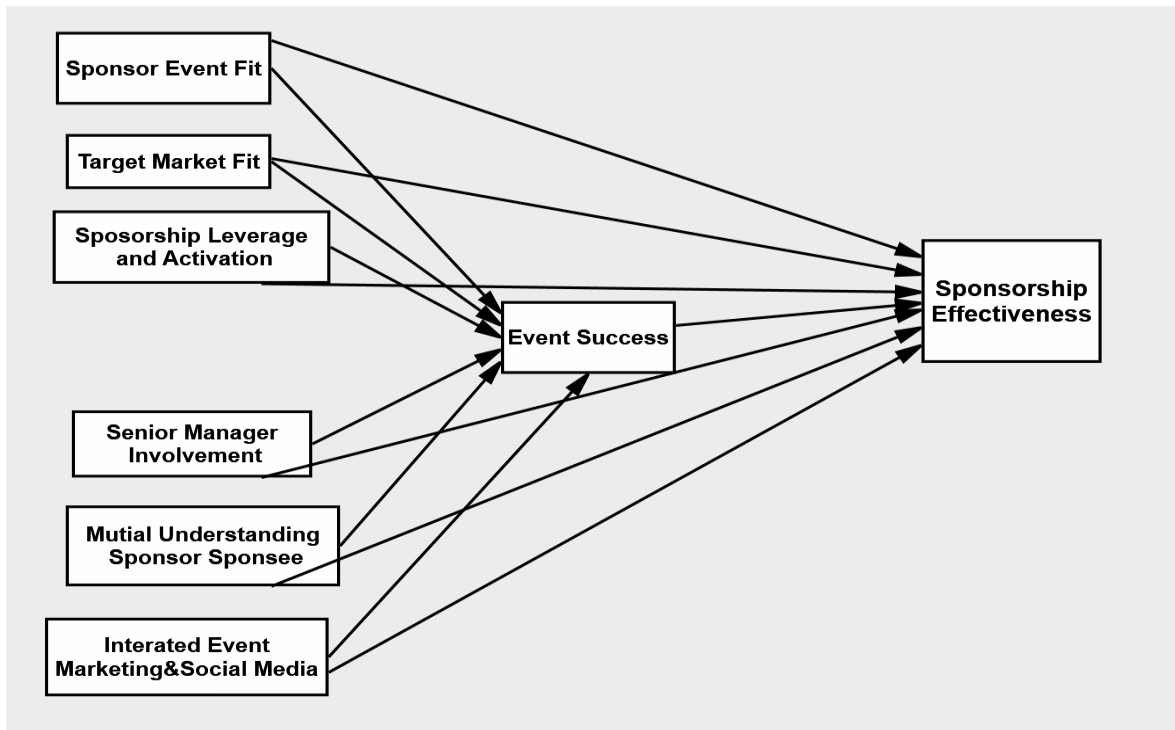 Sponsor Event Fit
Target Market Fit
Sposorship Leverage
and Activation
Event Success
Sponsorship
Effectiveness
Senior Manager
Involvement
Mutial Understanding
Sponsor Sponsee
Interated Event
Marketing&Social Media